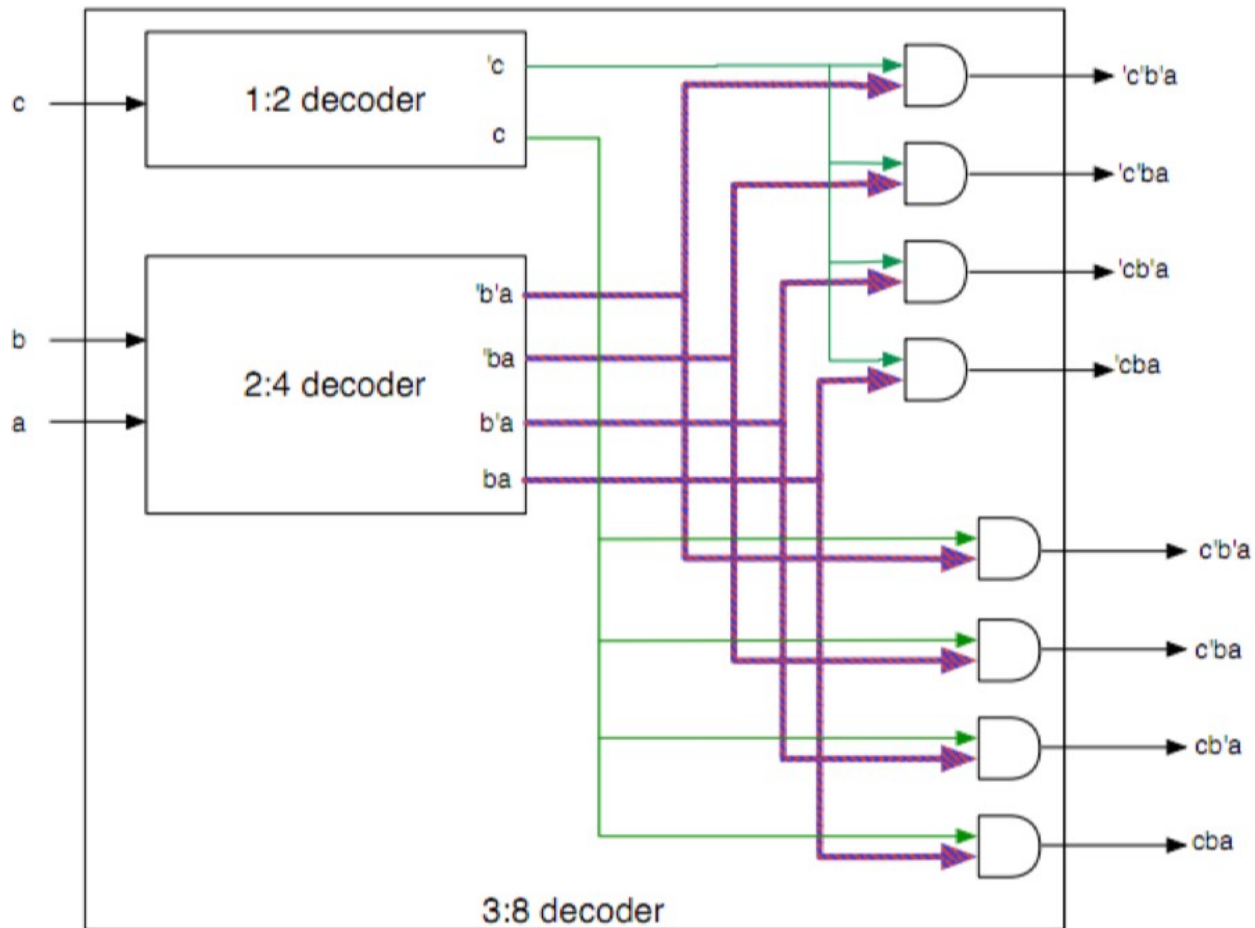 'c
1:2 decoder
c
c
'c'b'a
'c'ba
'cb'a
'cba
'b'a
b
'ba
2:4 decoder
a
b'a
ba
c'b'a
c'ba
cb'a
cba
3:8 decoder